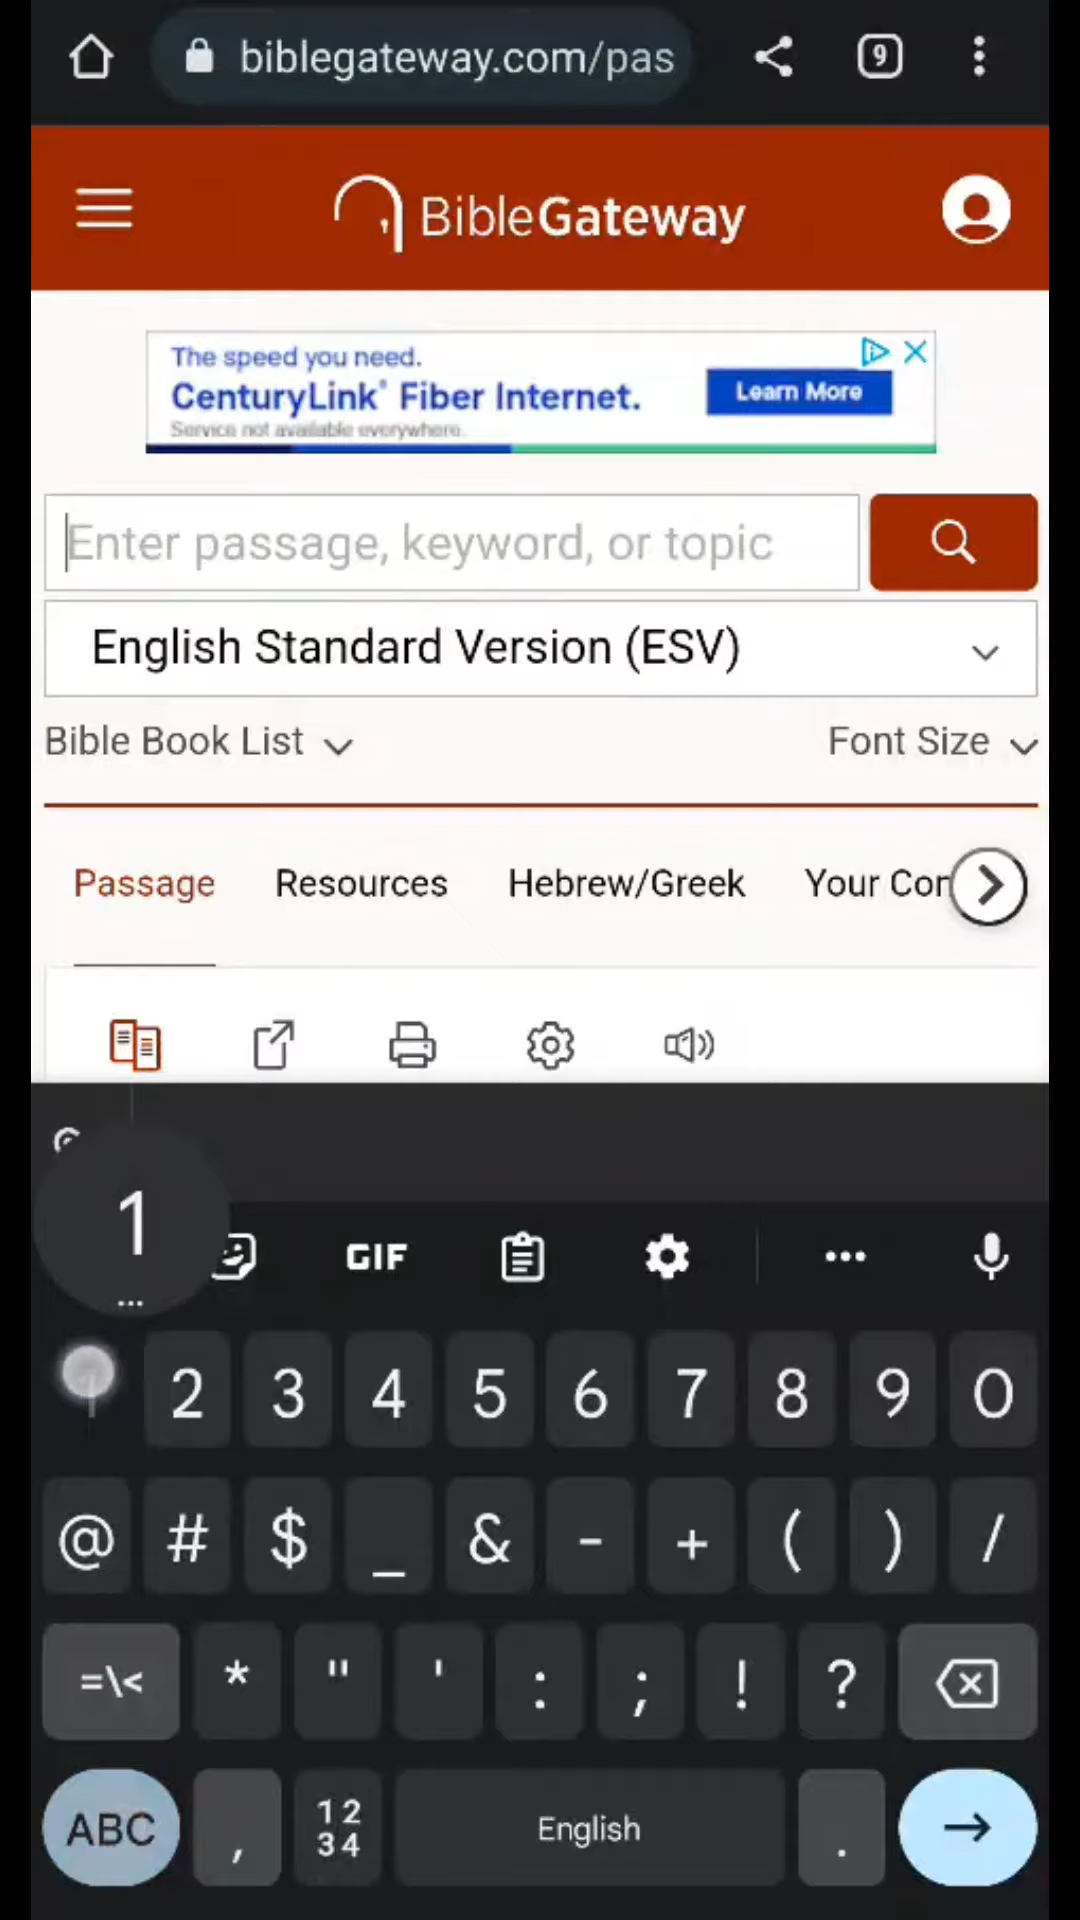 biblegateway.com/pas
9
BibleGateway
The speed you need.
CenturyLink® Fiber Internet.
Learn More
Service not available everywhere.
Enter passage, keyword, or topic
English Standard Version (ESV)
Bible Book List
Font Size
Passage Resources Hebrew/Greek Your Con
1
...
GIF
2 3 4 5 6 7 8 9 0
@ # $ _ & - + ( ) /
=\< * " ' : ; ! ?
ABC , 12 English .
34